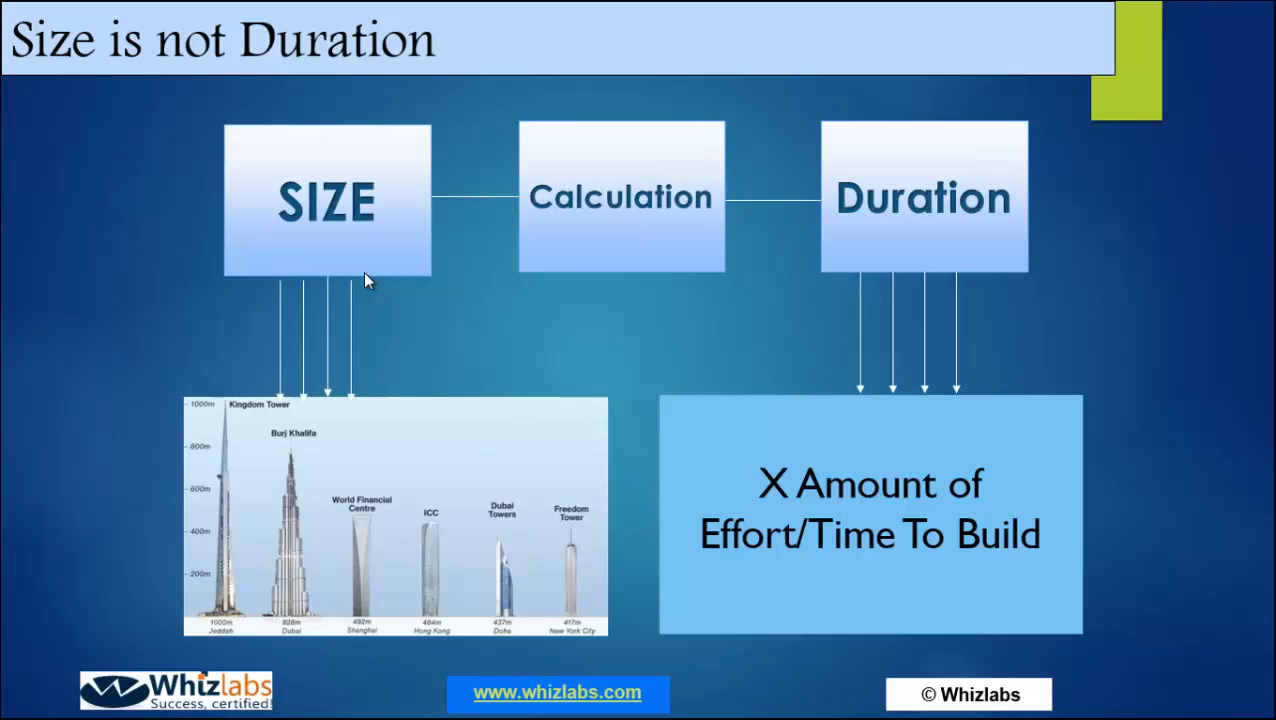 Size is not Duration
SIZE
Calculation
Duration
1000m
Kingdom Tower
Burj Khalifa
800m
600m
World Financial
Centre
ICC
Dubai
Towers
Freedom
Tower
400m
200m
1000m
Jeddah
828m
Dubai
492m
Shanghai
484m
Hong Kong
437m
Doha
417m
New York City
X Amount of
Effort/Time To Build
Whizlabs
Success, certified!
www.whizlabs.com
© Whizlabs